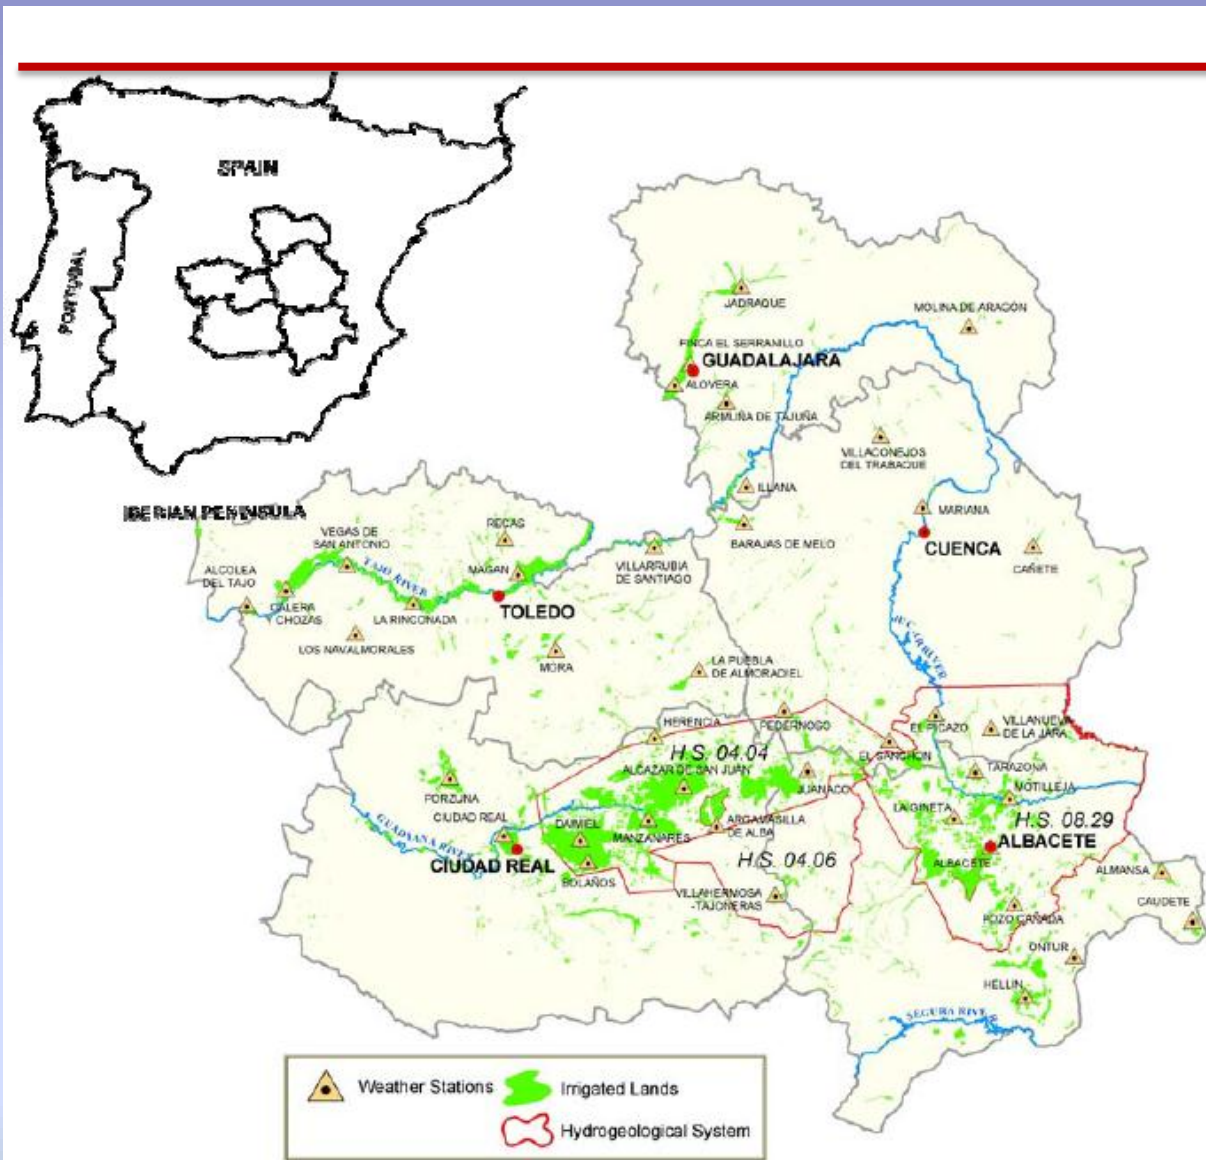 SPAIN
PORTUGAL
IBERIAN PENINSULA
JADRAQUE
MOLINA DE ARAGÓN
FINCA EL SERRANILLO
GUADALAJARA
ALOVERA
ARMUÑA DE TAJUÑA
VILLACONEJOS
DEL TRABAQUE
ILLANA
MARIANA
BARAJAS DE MELO
CUENCA
CAÑETE
VEGAS DE
SAN ANTONIO
RECAS
ALCOLEA
DEL TAJO
TAJO RIVER
MAGAN
VILLARRUBIA
DE SANTIAGO
CALERA
Y CHOZAS
LA RINCONADA
TOLEDO
LOS NAVALMORALES
MORA
LA PUEBLA
DE ALMORADIEL
JUCAR RIVER
HERENCIA
PEDERNOGO
EL PICAZO
VILLANUEVA
DE LA JARA
H.S. 04.04
EL SANCHON
ALCAZAR DE SAN JUAN
TARAZONA
JUANACO
MOTILLEJA
PORZUNA
LA GINETA
CIUDAD REAL
GUADIANA RIVER
DAIMIEL
MANZANARES
ARGAMASILLA
DE ALBA
H.S. 08.29
ALBACETE
CIUDAD REAL
H.S. 04.06
ALBACETE
BOLAÑOS
ALMANSA
VILLAHERMOSA
-TAJONERAS
CAUDETE
POZO CAÑADA
ONTUR
HELLIN
SEGURA RIVER
Weather Stations
Irrigated Lands
Hydrogeological System